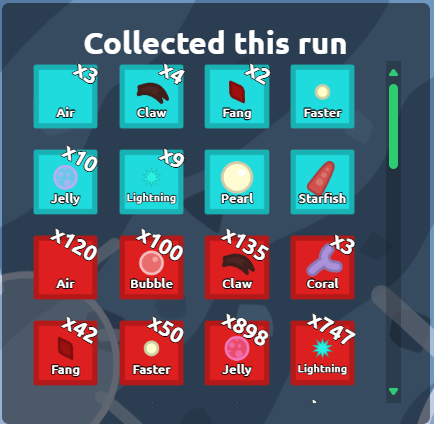 Collected this run
x3 x4 x2
Air Claw Fang Faster
x10 x9
Jelly Lightning Pearl Starfish
x120 x100 x135 x3
Air Bubble Claw Coral
x42 x50 x898 x747
Fang Faster Jelly Lightning